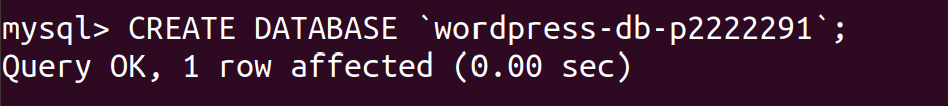 mysql> CREATE DATABASE `wordpress-db-p2222291`;
Query OK, 1 row affected (0.00 sec)